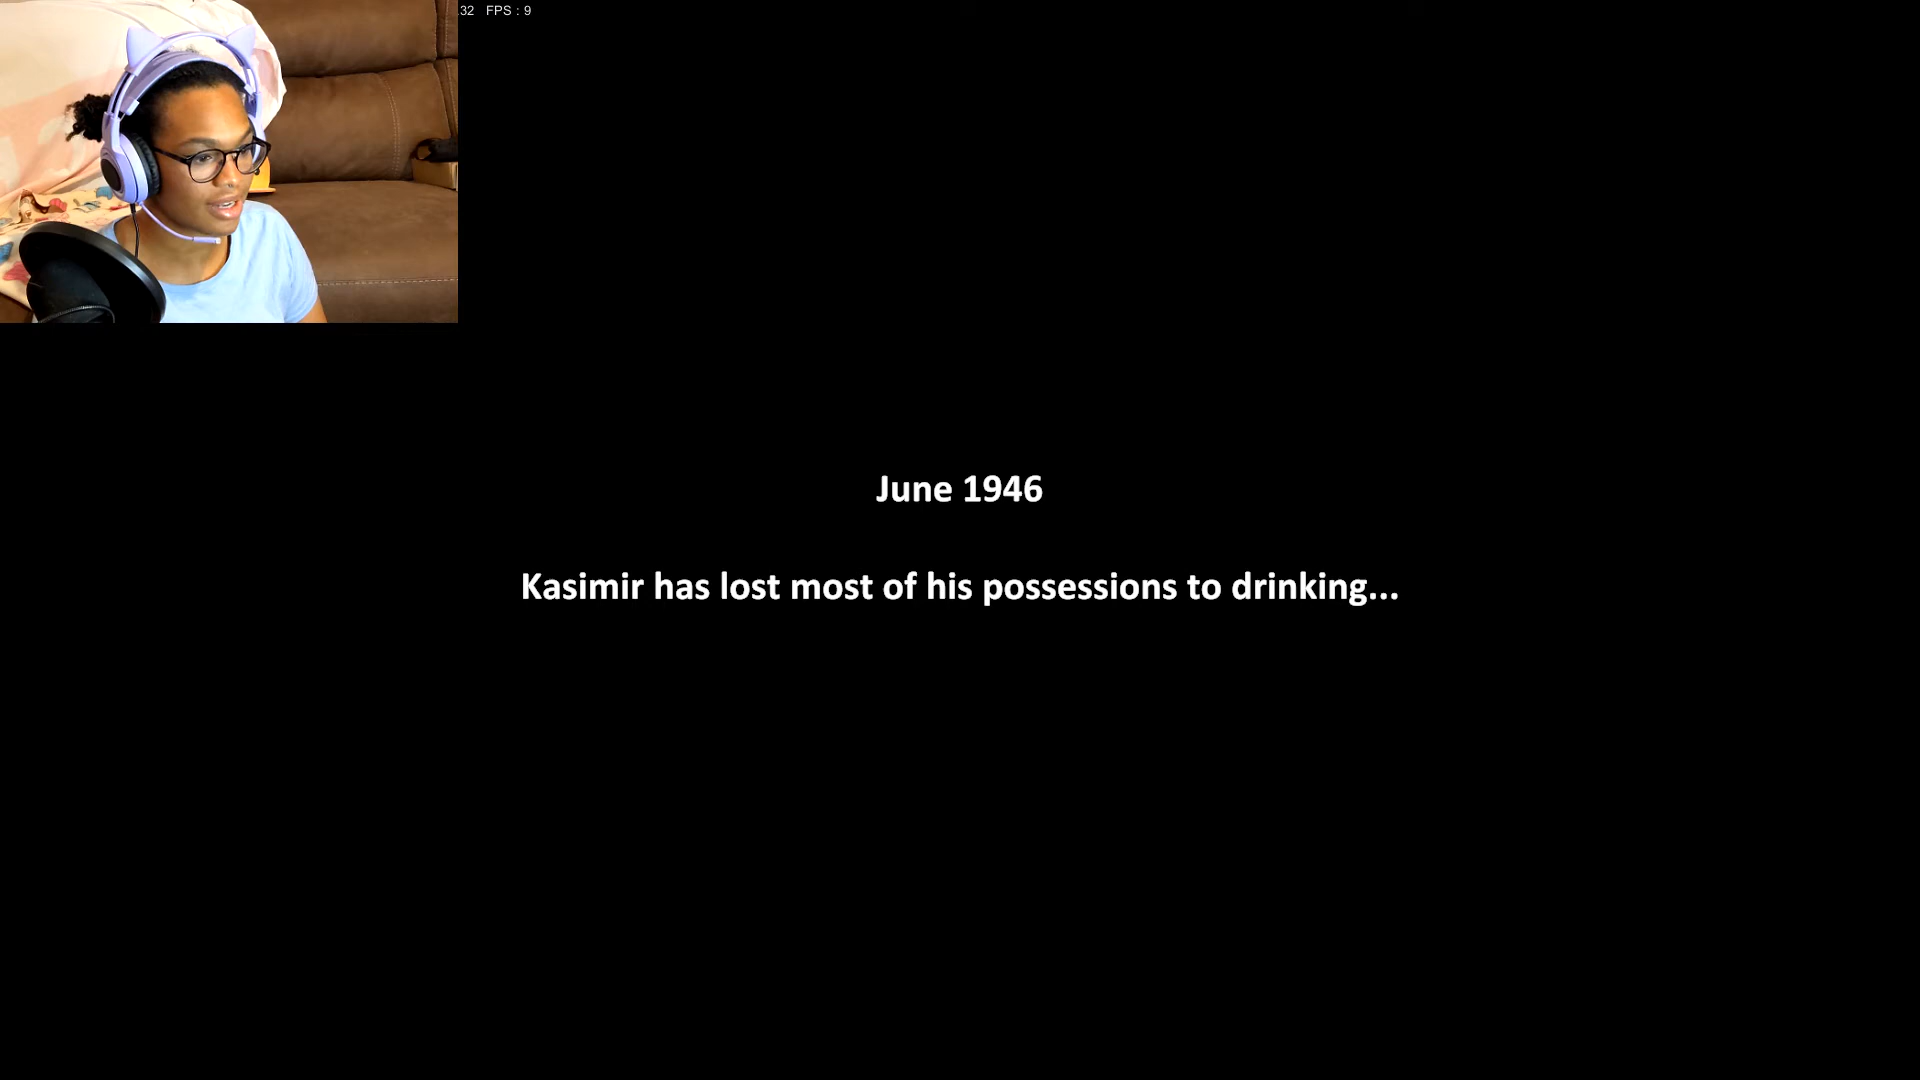 .32 FPS : 9
June 1946
Kasimir has lost most of his possessions to drinking...